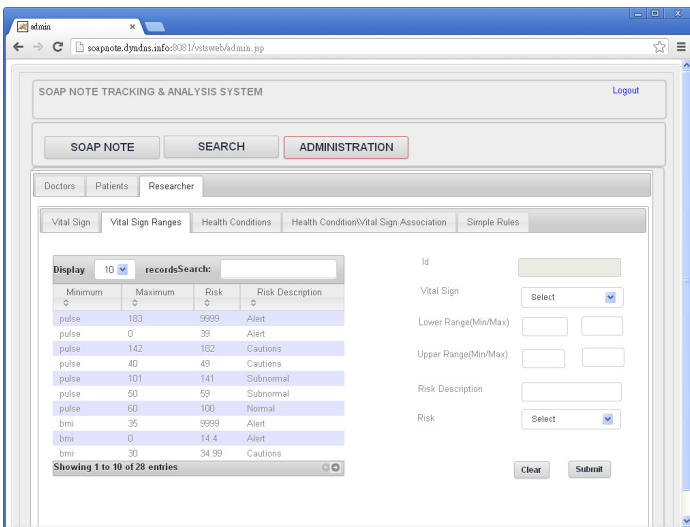 admin
soapnote.dyndns.info:8081/vstsweb/admin.jsp
SOAP NOTE TRACKING & ANALYSIS SYSTEM
Logout
SOAP NOTE SEARCH ADMINISTRATION
Doctors Patients Researcher
Vital Sign Vital Sign Ranges Health Conditions Health Condition\Vital Sign Association Simple Rules
Display 10 recordsSearch:
Minimum Maximum Risk Risk Description
pulse 183 9999 Alert
pulse 0 39 Alert
pulse 142 182 Cautions
pulse 40 49 Cautions
pulse 101 141 Subnormal
pulse 50 59 Subnormal
pulse 60 100 Normal
bmi 35 9999 Alert
bmi 0 14.4 Alert
bmi 30 34.99 Cautions
Showing 1 to 10 of 28 entries
Id
Vital Sign Select
Lower Range(Min/Max)
Upper Range(Min/Max)
Risk Description
Risk Select
Clear Submit